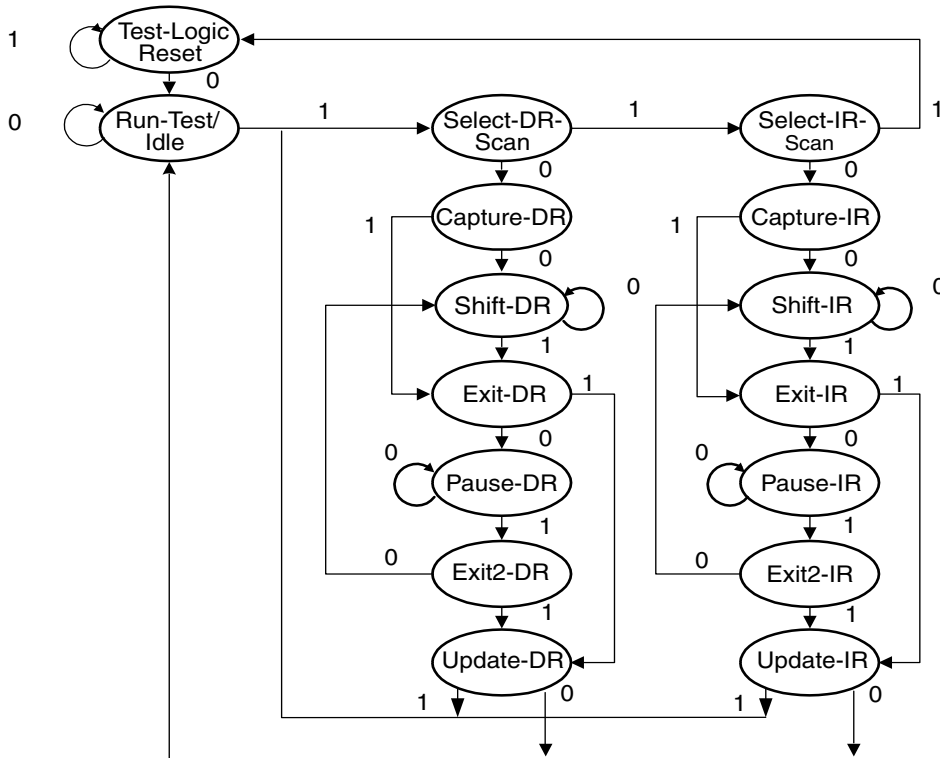 1
Test-Logic
Reset
0
0
Run-Test/
Idle
1
Select-DR-
Scan
1
Select-IR-
Scan
1
0
0
1
Capture-DR
1
Capture-IR
0
0
Shift-DR
0
Shift-IR
0
1
1
Exit-DR
1
Exit-IR
1
0
0
0
Pause-DR
0
Pause-IR
1
1
0
Exit2-DR
0
Exit2-IR
1
1
Update-DR
Update-IR
1
0
1
0